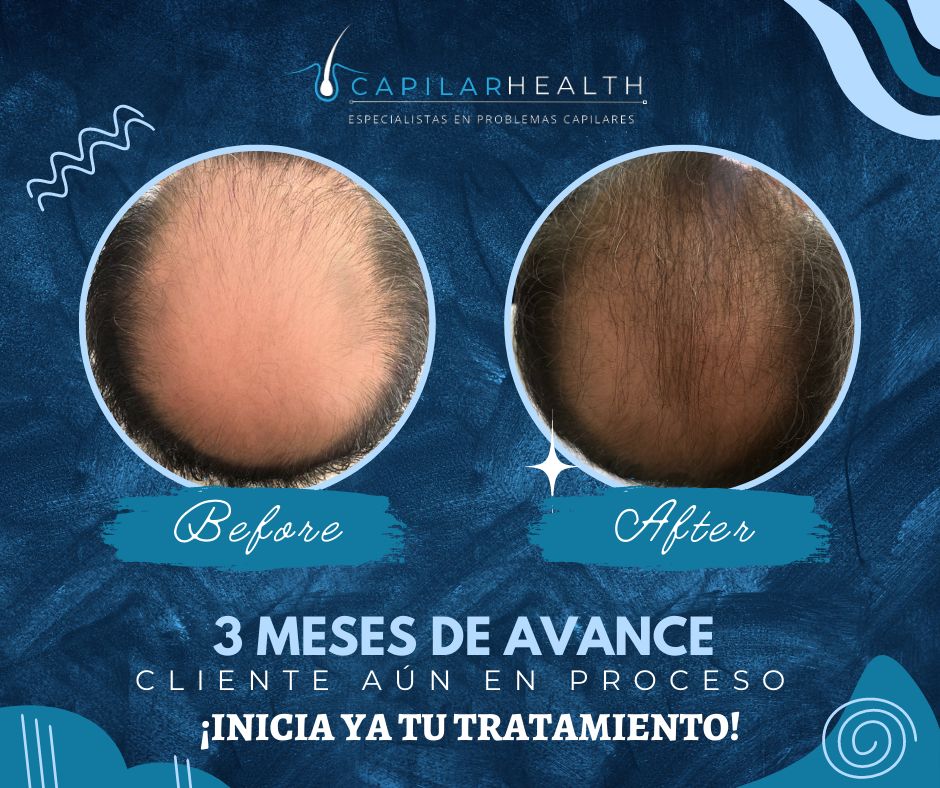 CAPILARHEALTH
ESPECIALISTAS EN PROBLEMAS CAPILARES
Before
After
3 MESES DE AVANCE
CLIENTE AÚN EN PROCESO
¡INICIA YA TU TRATAMIENTO!